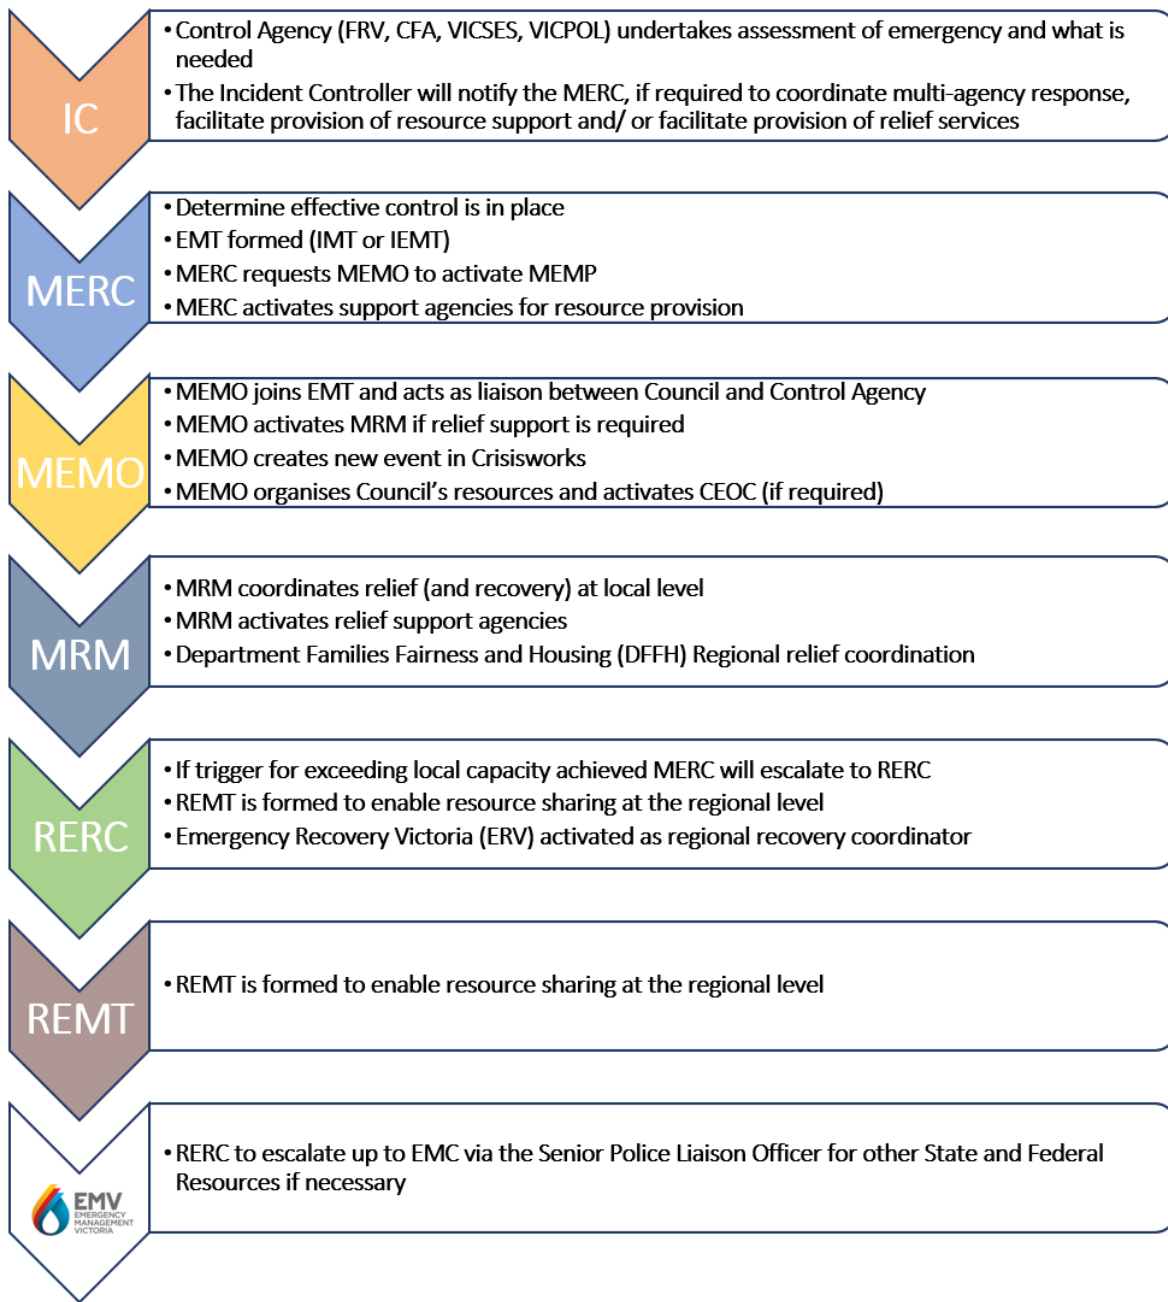 IC
• Control Agency (FRV, CFA, VICSES, VICPOL) undertakes assessment of emergency and what is
needed
• The Incident Controller will notify the MERC, if required to coordinate multi-agency response,
facilitate provision of resource support and/ or facilitate provision of relief services
MERC
• Determine effective control is in place
• EMT formed (IMT or IEMT)
• MERC requests MEMO to activate MEMP
• MERC activates support agencies for resource provision
MEMO
• MEMO joins EMT and acts as liaison between Council and Control Agency
• MEMO activates MRM if relief support is required
• MEMO creates new event in Crisisworks
• MEMO organises Council's resources and activates CEOC (if required)
MRM
• MRM coordinates relief (and recovery) at local level
• MRM activates relief support agencies
• Department Families Fairness and Housing (DFFH) Regional relief coordination
RERC
• If trigger for exceeding local capacity achieved MERC will escalate to RERC
• REMT is formed to enable resource sharing at the regional level
• Emergency Recovery Victoria (ERV) activated as regional recovery coordinator
REMT
• REMT is formed to enable resource sharing at the regional level
EMV
EMERGENCY
MANAGEMENT
VICTORIA
• RERC to escalate up to EMC via the Senior Police Liaison Officer for other State and Federal
Resources if necessary